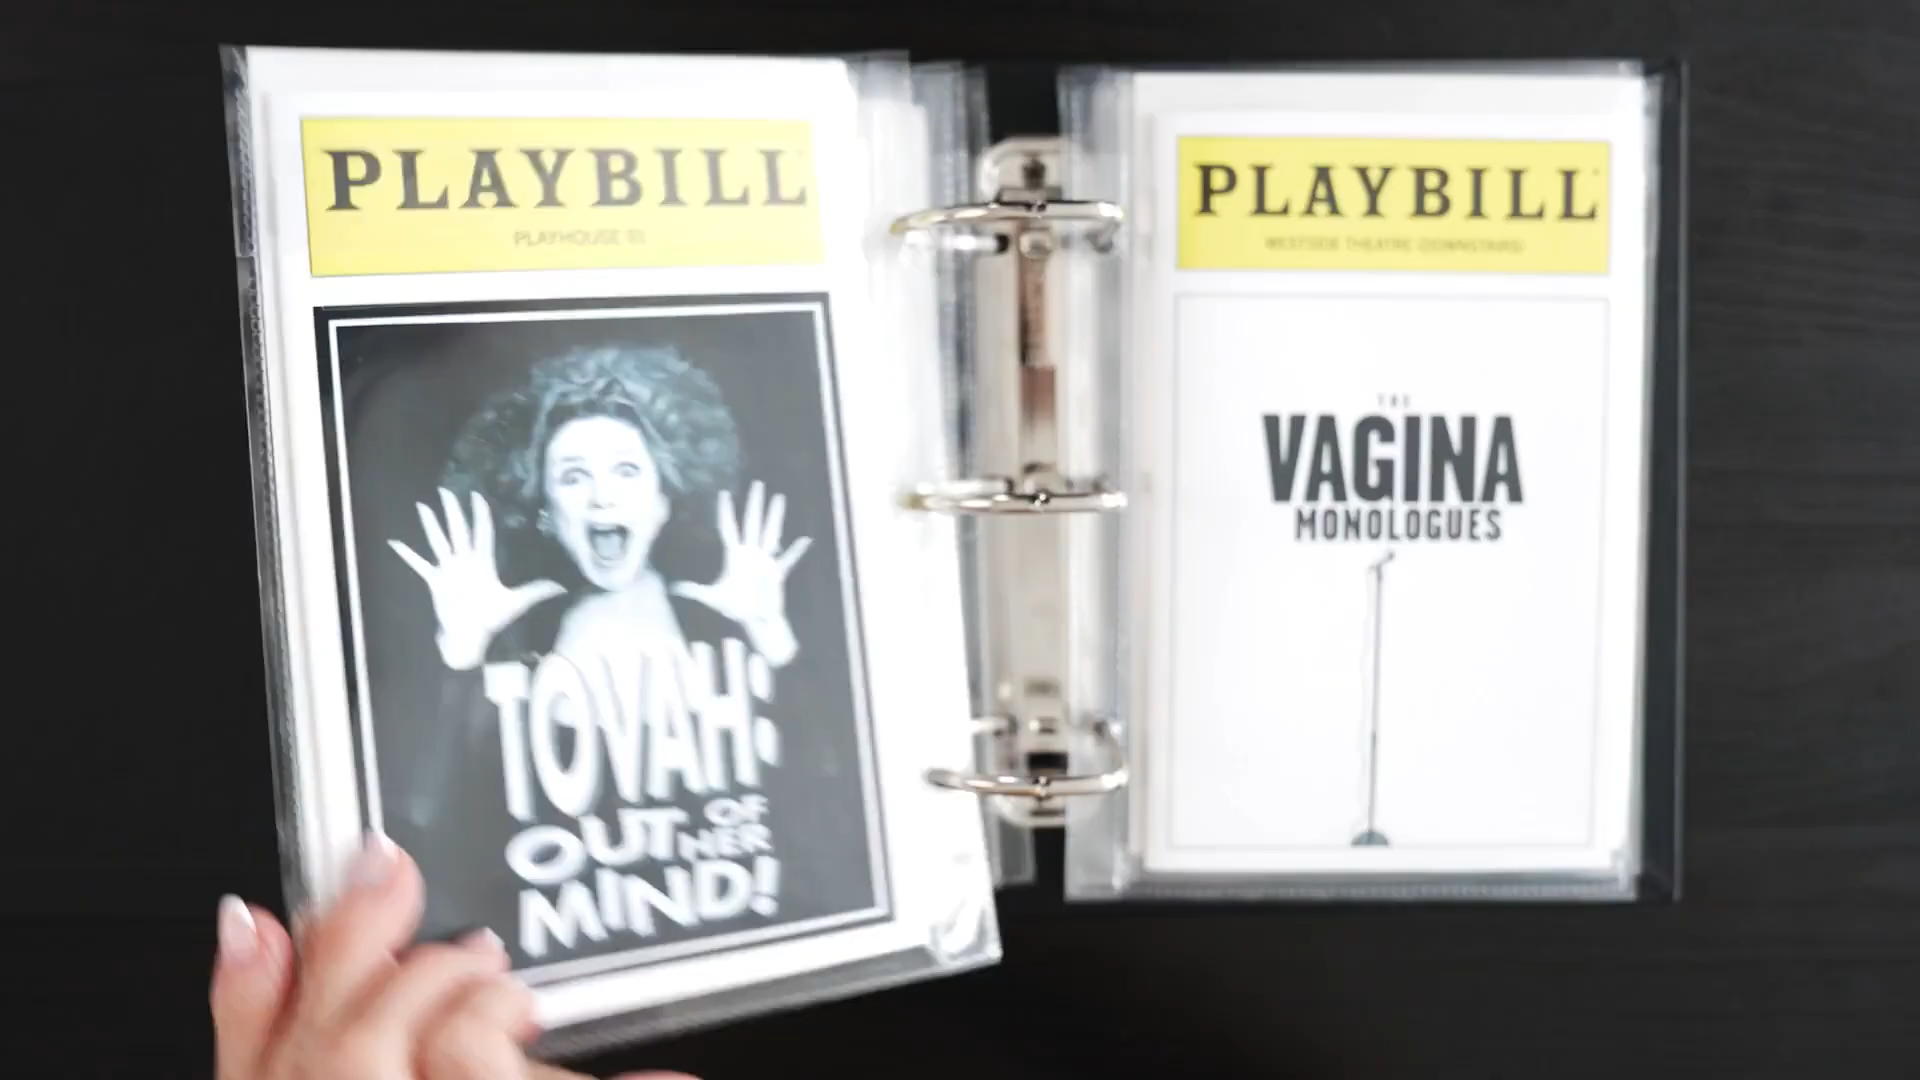 PLAYBILL
PLAYHOUSE 91
TOVAH:
OUT OF
HER
MIND!
PLAYBILL
WESTSIDE THEATRE (DOWNSTAIRS)
THE
VAGINA
MONOLOGUES